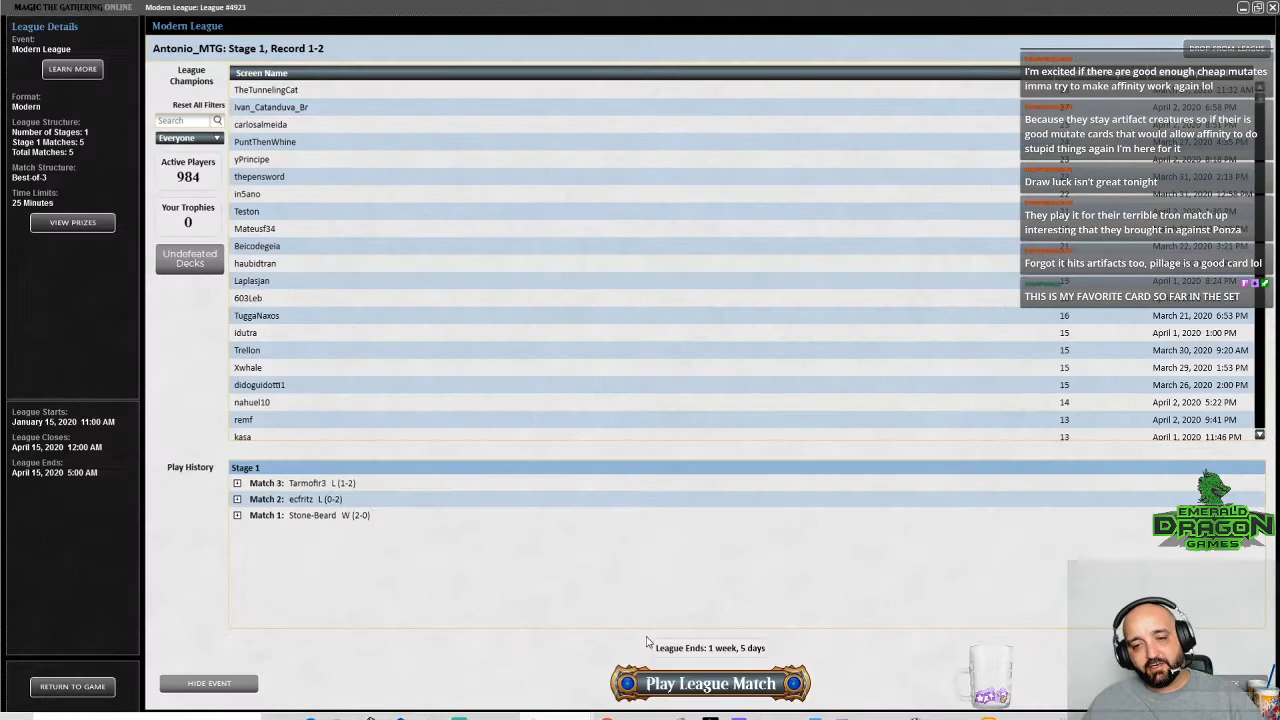 MAGIC THE GATHERING ONLINE
Modern League: League #4923
League Details
Event:
Modern League
LEARN MORE
Format:
Modern
League Structure:
Number of Stages: 1
Stage 1 Matches: 5
Total Matches: 5
Match Structure:
Best-of-3
Time Limits:
25 Minutes
VIEW PRIZES
League Starts:
January 15, 2020 11:00 AM
League Closes:
April 15, 2020 12:00 AM
League Ends:
April 15, 2020 5:00 AM
RETURN TO GAME
Modern League
Antonio_MTG: Stage 1, Record 1-2
DROP FROM LEAGUE
League
Champions
Reset All Filters
Search
Everyone
Active Players
984
Your Trophies
0
Undefeated
Decks
Screen Name
TheTunnelingCat
Ivan_Catanduva_Br
carlosalmeida
PuntThenWhine
yPrincipe
thepensword
in5ano
Teston
Mateusf34
Beicodegeia
haubidtran
Laplasjan
603Leb
TuggaNaxos 16 March 21, 2020 6:53 PM
idutra 15 April 1, 2020 1:00 PM
Trellon 15 March 30, 2020 9:20 AM
Xwhale 15 March 29, 2020 1:53 PM
didoguidotti1 15 March 26, 2020 2:00 PM
nahuel10 14 April 2, 2020 5:22 PM
remf 13 April 2, 2020 9:41 PM
kasa 13 April 1, 2020 11:46 PM
I'm excited if there are good enough cheap mutates
imma try to make affinity work again lol
Because they stay artifact creatures so if their is
good mutate cards that would allow affinity to do
stupid things again I'm here for it
Draw luck isn't great tonight
They play it for their terrible tron match up
interesting that they brought in against Ponza
Forgot it hits artifacts too, pillage is a good card lol
THIS IS MY FAVORITE CARD SO FAR IN THE SET
Play History
Stage 1
Match 3: Tarmofir3 L (1-2)
Match 2: ecfritz L (0-2)
Match 1: Stone-Beard W (2-0)
EMERALD
DRAGON
GAMES
League Ends: 1 week, 5 days
HIDE EVENT
Play League Match